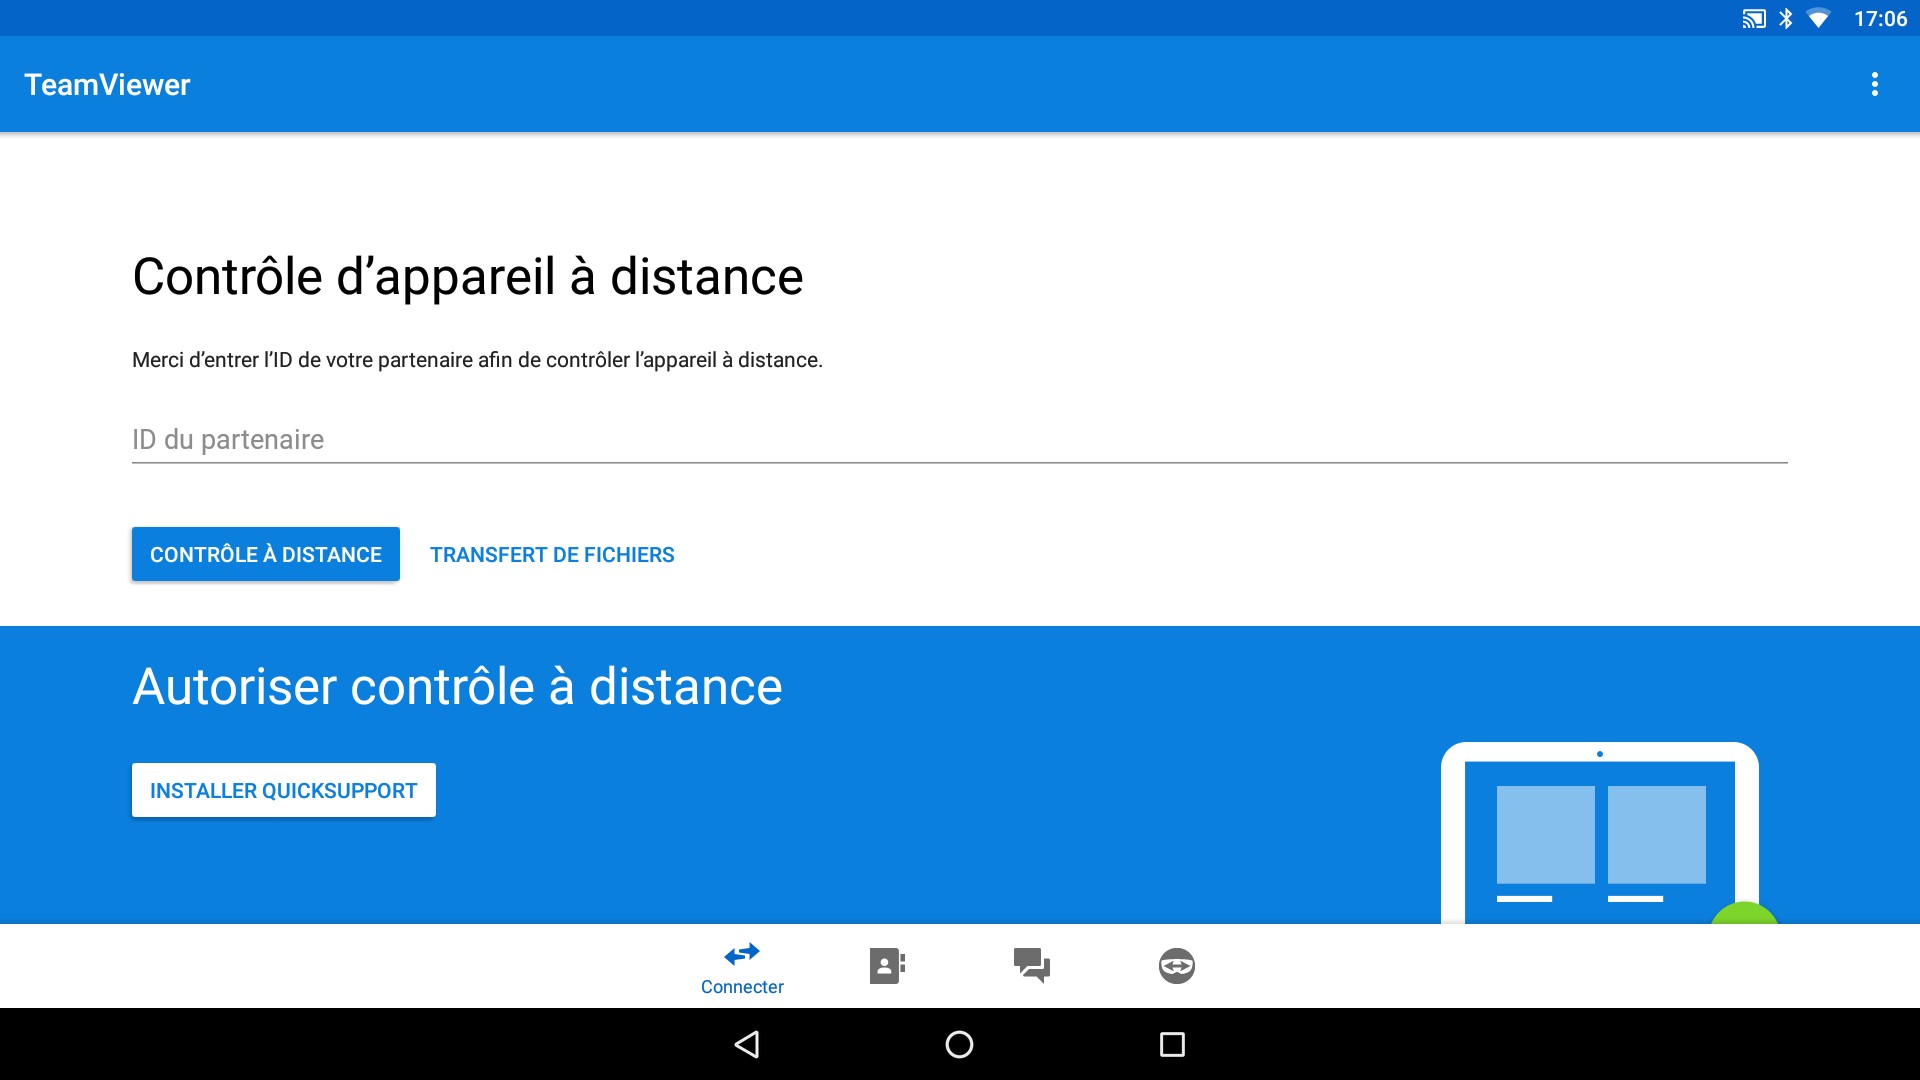 17:06
TeamViewer
Contrôle d’appareil à distance
Merci d’entrer l’ID de votre partenaire afin de contrôler l’appareil à distance.
ID du partenaire
CONTRÔLE À DISTANCE
TRANSFERT DE FICHIERS
Autoriser contrôle à distance
INSTALLER QUICKSUPPORT
Connecter